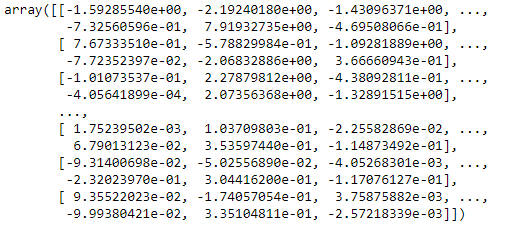 array([[-1.59285540e+00, -2.19240180e+00, -1.43096371e+00, ...,
-7.32560596e-01, 7.91932735e+00, -4.69508066e-01],
[ 7.67333510e-01, -5.78829984e-01, -1.09281889e+00, ...,
-7.72352397e-02, -2.06832886e+00, 3.66660943e-01],
[-1.01073537e-01, 2.27879812e+00, -4.38092811e-01, ...,
-4.05641899e-04, 2.07356368e+00, -1.32891515e+00],
...,
[ 1.75239502e-03, 1.03709803e-01, -2.25582869e-02, ...,
6.79013123e-02, 3.53597440e-01, -1.14873492e-01],
[-9.31400698e-02, -5.02556890e-02, -4.05268301e-03, ...,
-2.32023970e-01, 3.04416200e-01, -1.17076127e-01],
[ 9.35522023e-02, -1.74057054e-01, 3.75875882e-03, ...,
-9.99380421e-02, 3.35104811e-01, -2.57218339e-03]])